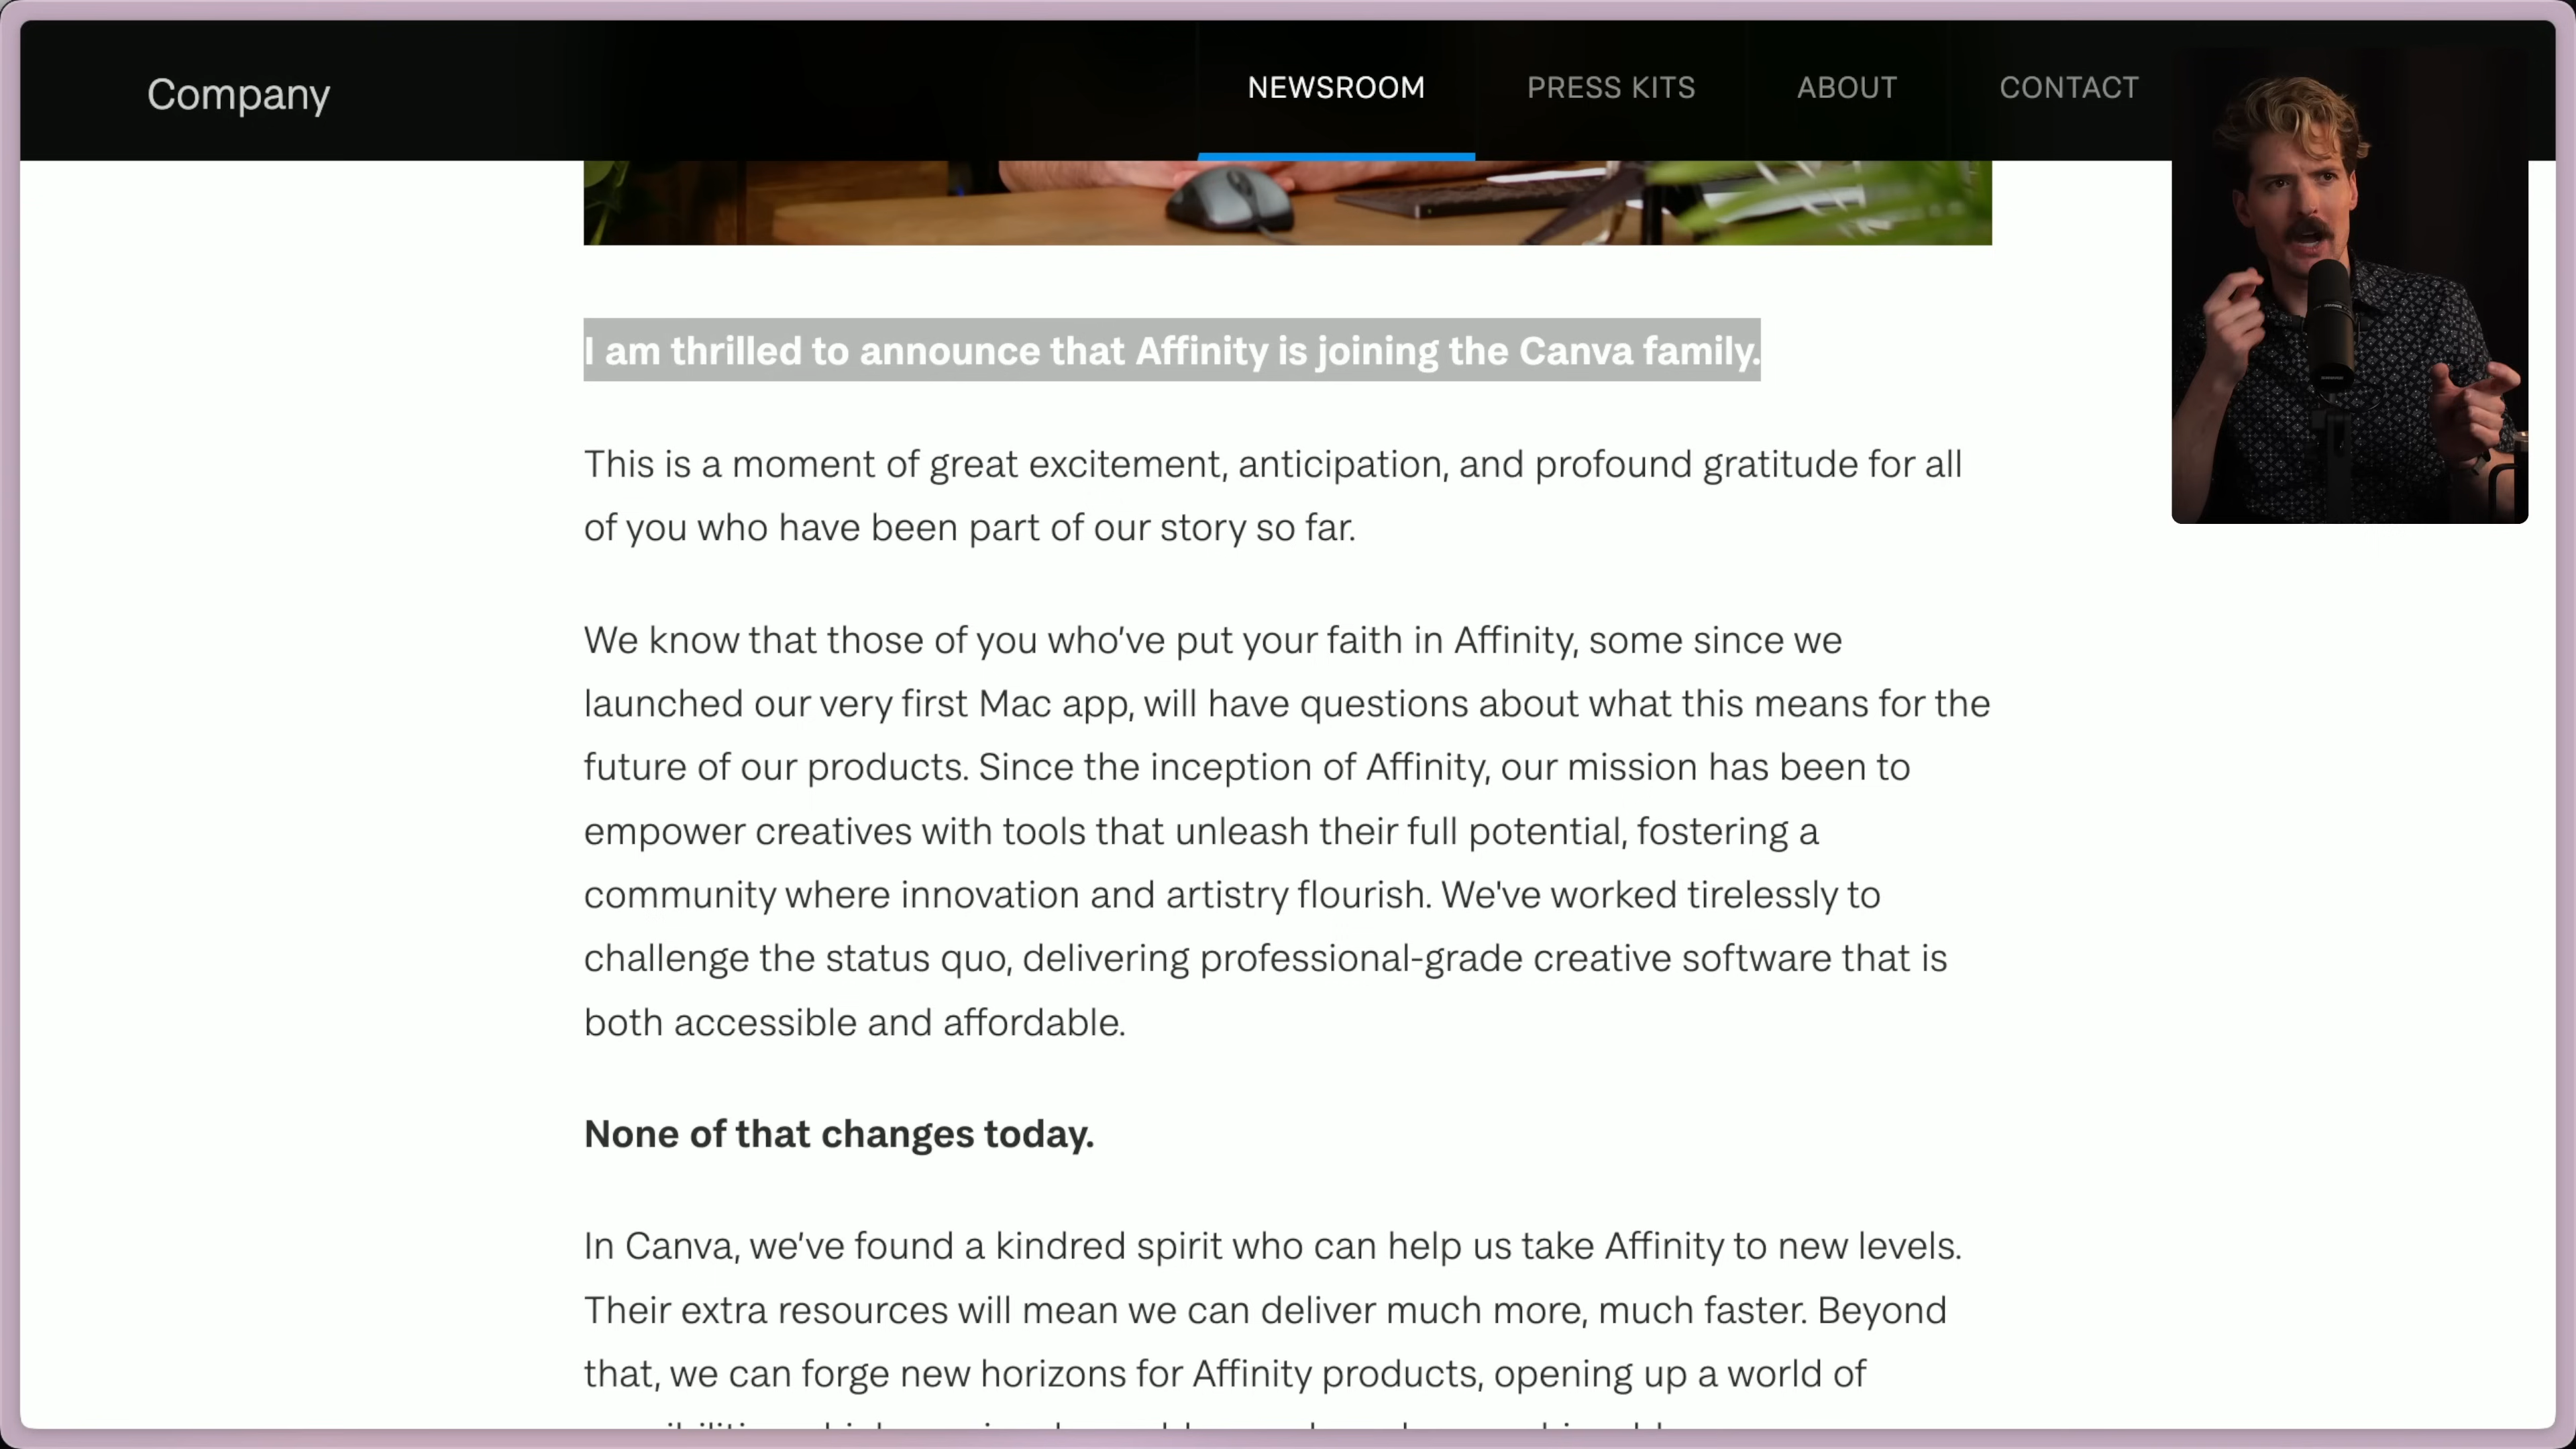 Company
NEWSROOM
PRESS KITS
ABOUT
CONTACT
I am thrilled to announce that Affinity is joining the Canva family.
This is a moment of great excitement, anticipation, and profound gratitude for all
of you who have been part of our story so far.
We know that those of you who’ve put your faith in Affinity, some since we
launched our very first Mac app, will have questions about what this means for the
future of our products. Since the inception of Affinity, our mission has been to
empower creatives with tools that unleash their full potential, fostering a
community where innovation and artistry flourish. We've worked tirelessly to
challenge the status quo, delivering professional-grade creative software that is
both accessible and affordable.
None of that changes today.
In Canva, we’ve found a kindred spirit who can help us take Affinity to new levels.
Their extra resources will mean we can deliver much more, much faster. Beyond
that, we can forge new horizons for Affinity products, opening up a world of